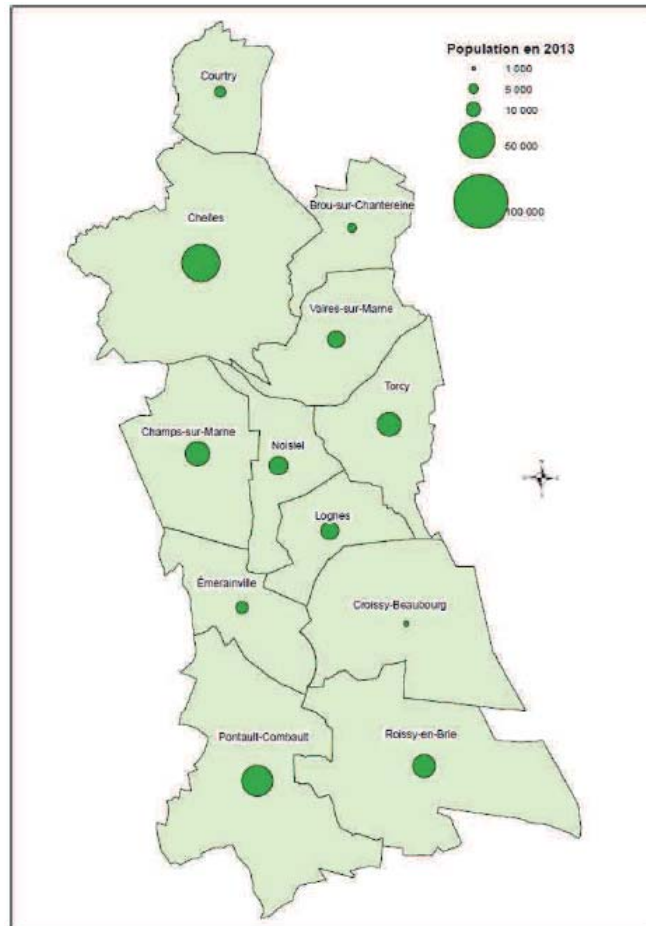 Population en 2013
1 000
5 000
10 000
50 000
100 000
Courtry
Chelles
Brou-sur-Chantereine
Vaires-sur-Marne
Torcy
Champs-sur-Marne
Noisiel
Lognes
Émerainville
Croissy-Beaubourg
Pontault-Combault
Roissy-en-Brie